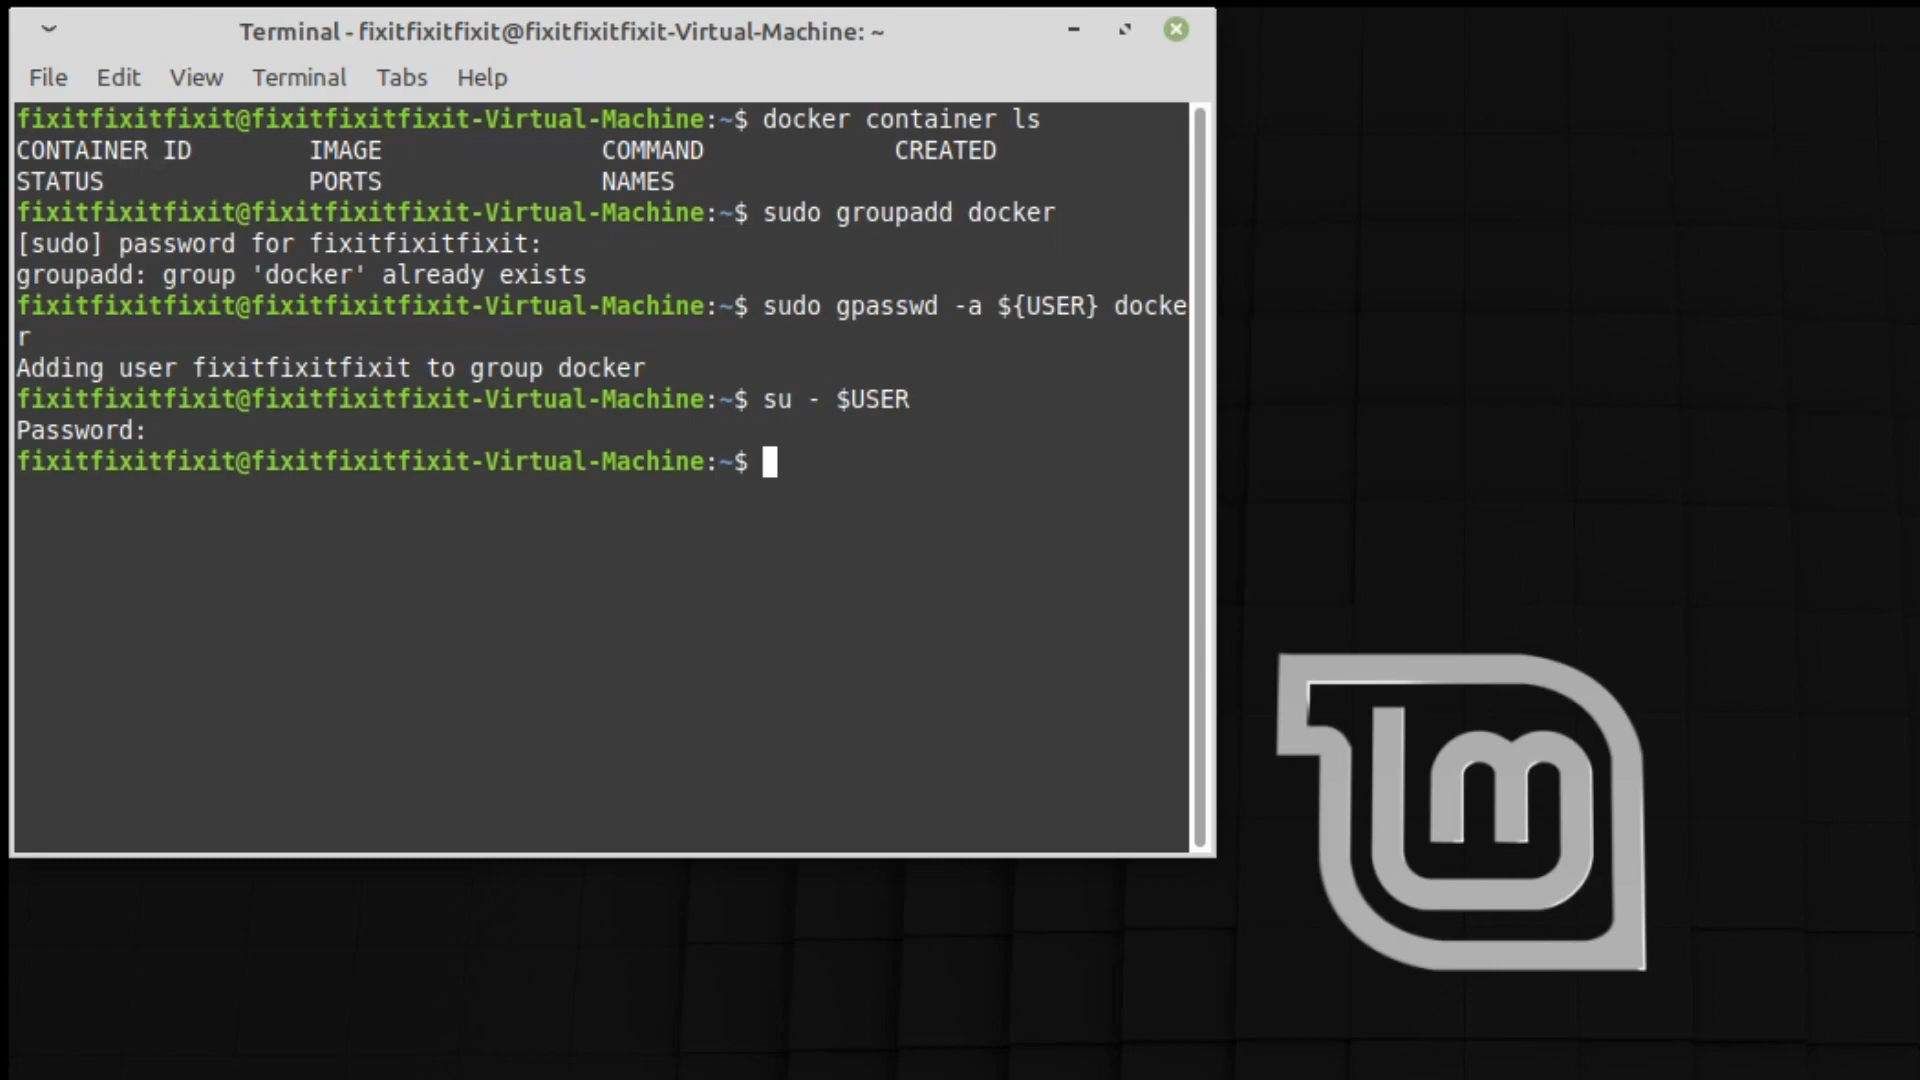 Terminal - fixitfixitfixit@fixitfixitfixit-Virtual-Machine: ~
File Edit View Terminal Tabs Help
fixitfixitfixit@fixitfixitfixit-Virtual-Machine:~$ docker container ls
CONTAINER ID        IMAGE               COMMAND             CREATED
STATUS              PORTS               NAMES
fixitfixitfixit@fixitfixitfixit-Virtual-Machine:~$ sudo groupadd docker
[sudo] password for fixitfixitfixit:
groupadd: group 'docker' already exists
fixitfixitfixit@fixitfixitfixit-Virtual-Machine:~$ sudo gpasswd -a ${USER} docke
r
Adding user fixitfixitfixit to group docker
fixitfixitfixit@fixitfixitfixit-Virtual-Machine:~$ su - $USER
Password:
fixitfixitfixit@fixitfixitfixit-Virtual-Machine:~$
lm